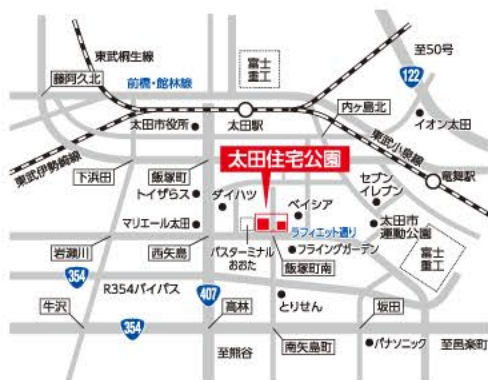 東武桐生線
富士
重工
至50号
122
藤阿久北
前橋・館林線
内ヶ島北
イオン太田
太田市役所
太田駅
東武小泉線
竜舞駅
太田住宅公園
東武伊勢崎線
下浜田
飯塚町
トイザらス
ダイハツ
ベイシア
セブン
イレブン
マリエール太田
ラフィエット通り
太田市
運動公園
岩瀬川
西矢島
バスターミナル
おおた
フライングガーデン
飯塚町南
富士
重工
354
R354バイパス
407
とりせん
牛沢
354
高林
坂田
至熊谷
南矢島町
パナソニック
至邑楽町